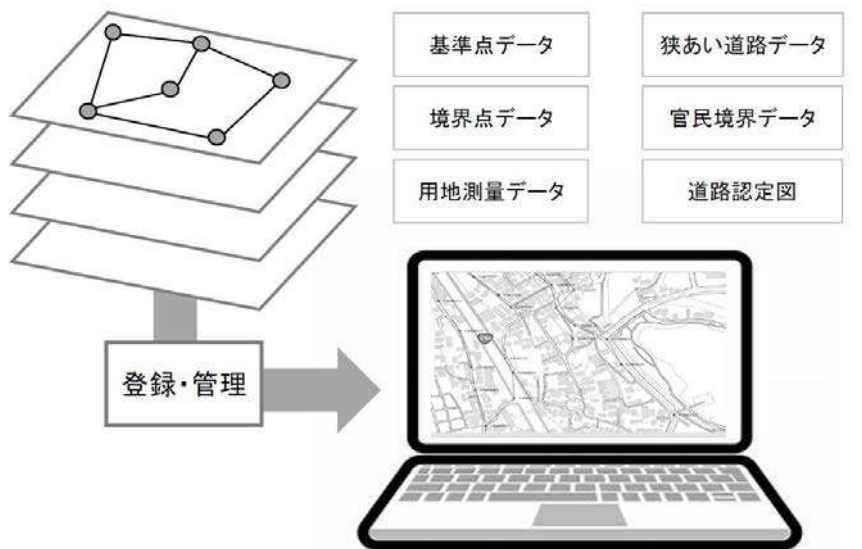 基準点データ
狭あい道路データ
境界点データ
官民境界データ
用地測量データ
道路認定図
登録・管理